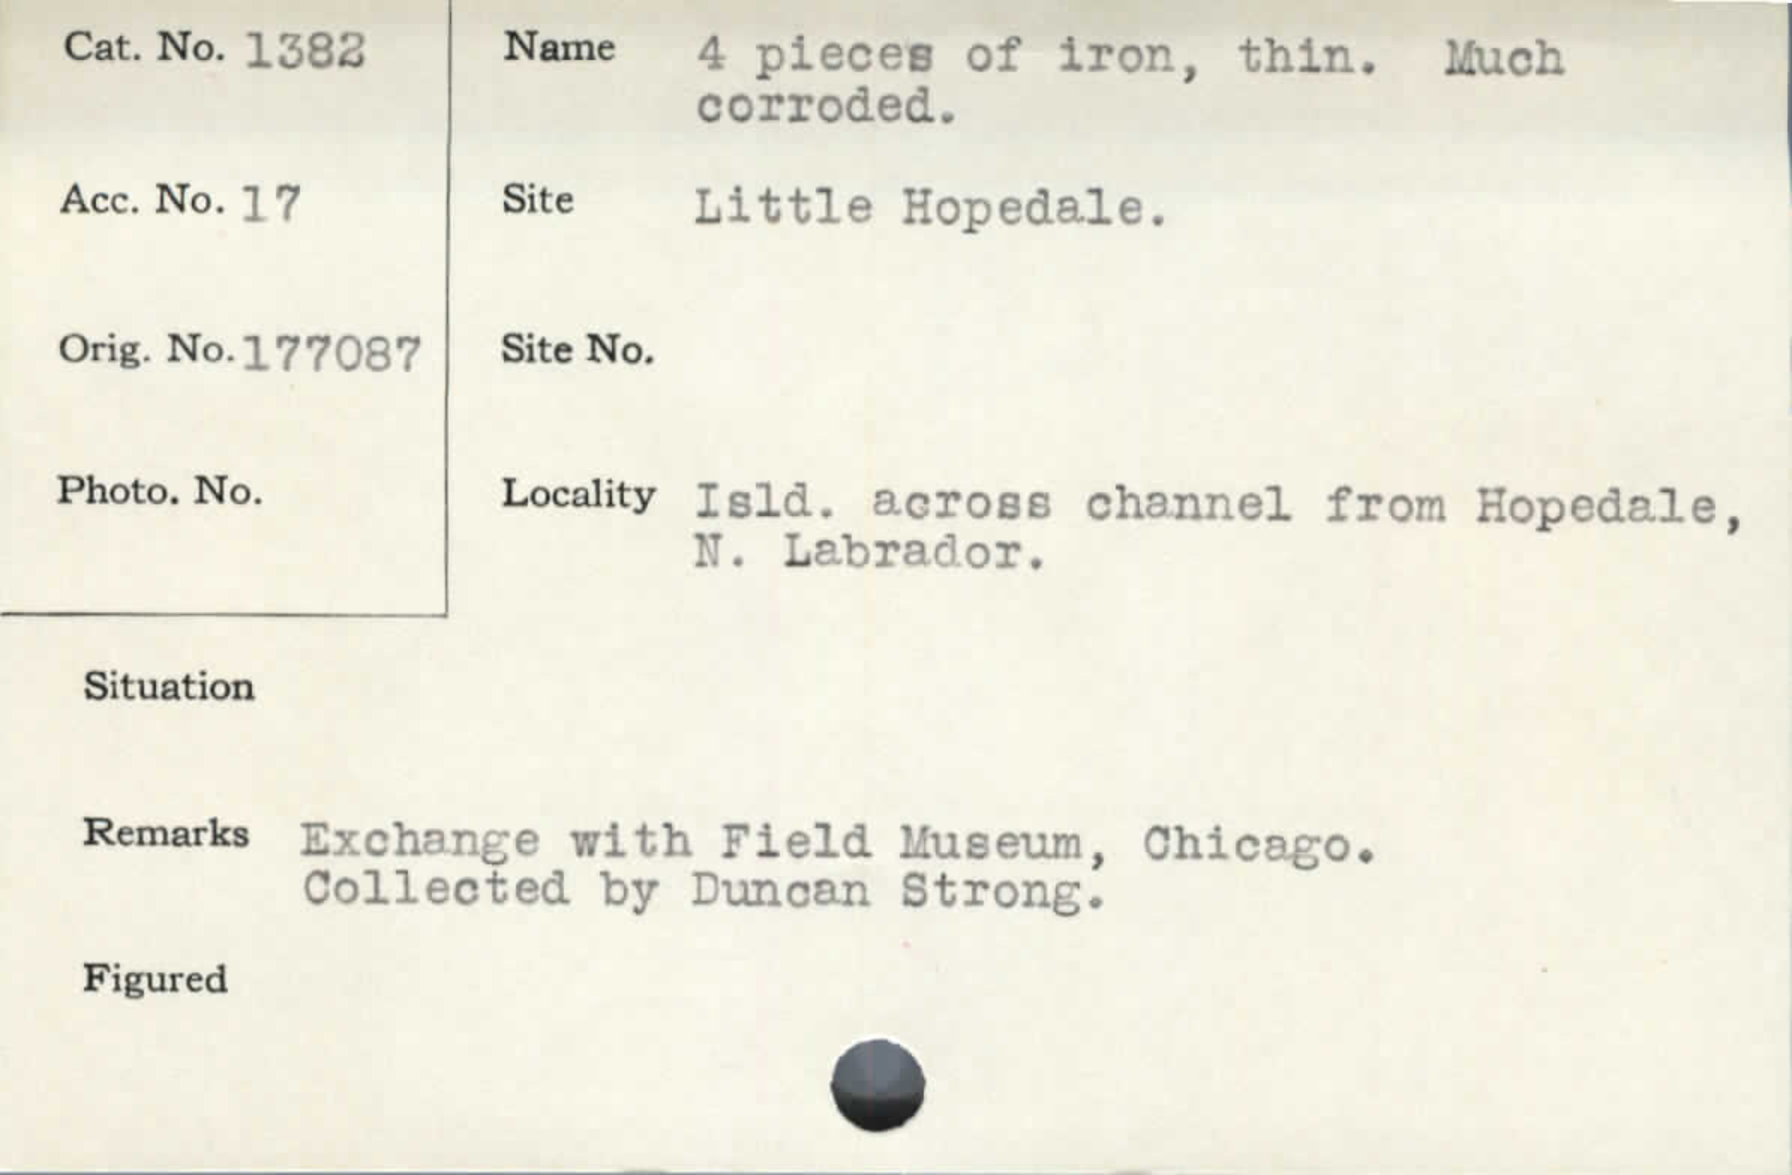 Cat. No. 1382
Name 4 pieces of iron, thin. Much
corroded.
Acc. No. 17
Site Little Hopedale.
Orig. No. 177087
Site No.
Photo. No.
Locality Isld. across channel from Hopedale,
N. Labrador.
Situation
Remarks Exchange with Field Museum, Chicago.
Collected by Duncan Strong.
Figured